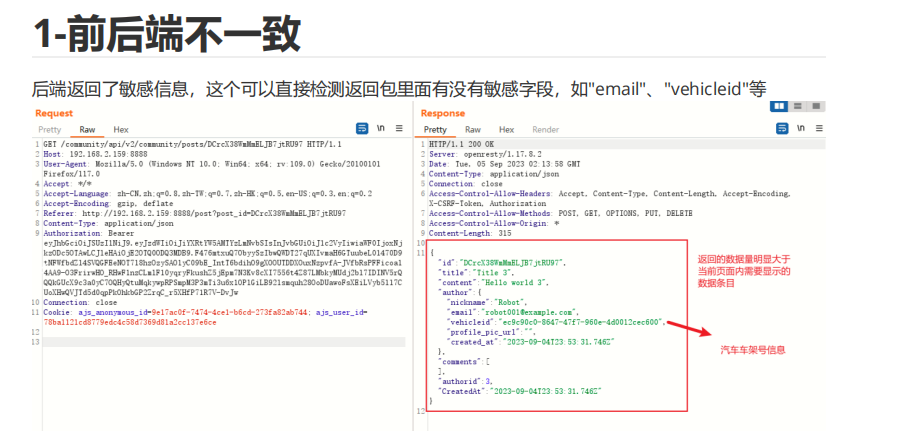 1-前后端不一致
后端返回了敏感信息，这个可以直接检测返回包里面有没有敏感字段，如"email"、"vehicleid"等
Request
Pretty Raw Hex
\n
1 GET /community/api/v2/community/posts/DCrcX38WmMmELJB7jtRU97 HTTP/1.1
2 Host: 192.168.2.159:8888
3 User-Agent: Mozilla/5.0 (Windows NT 10.0; Win64; x64; rv:109.0) Gecko/20100101
Firefox/117.0
4 Accept: */*
5 Accept-Language: zh-CN,zh;q=0.8,zh-TW;q=0.7,zh-HK;q=0.5,en-US;q=0.3,en;q=0.2
6 Accept-Encoding: gzip, deflate
7 Referer: http://192.168.2.159:8888/post?post_id=DCrcX38WmMmELJB7jtRU97
8 Content-Type: application/json
9 Authorization: Bearer
10 Connection: close
11 Cookie: ajs_anonymous_id=9e17ac0f-7474-4ce1-b6cd-273fa82ab744; ajs_user_id=
78ba1121cd8779edc4c58d7369d81a2cc137e6ce
12
13
Response
Pretty Raw Hex Render
\n
1 HTTP/1.1 200 OK
2 Server: openresty/1.17.8.2
3 Date: Tue, 05 Sep 2023 02:13:58 GMT
4 Content-Type: application/json
5 Connection: close
6 Access-Control-Allow-Headers: Accept, Content-Type, Content-Length, Accept-Encoding,
X-CSRF-Token, Authorization
7 Access-Control-Allow-Methods: POST, GET, OPTIONS, PUT, DELETE
8 Access-Control-Allow-Origin: *
9 Content-Length: 315
10
11 {
"id":"DCrcX38WmMmELJB7jtRU97",
"title":"Title 3",
"content":"Hello world 3",
"author":{
"nickname":"Robot",
"email":"robot001@example.com",
"vehicleid":"ec9c90c0-8647-47f7-960e-4d0012cec600",
"profile_pic_url":"",
"created_at":"2023-09-04T23:53:31.746Z"
},
"comments":[
],
"authorid":3,
"CreatedAt":"2023-09-04T23:53:31.746Z"
}
12
返回的数据量明显大于
当前页面内需要显示的
数据条目
汽车车架号信息